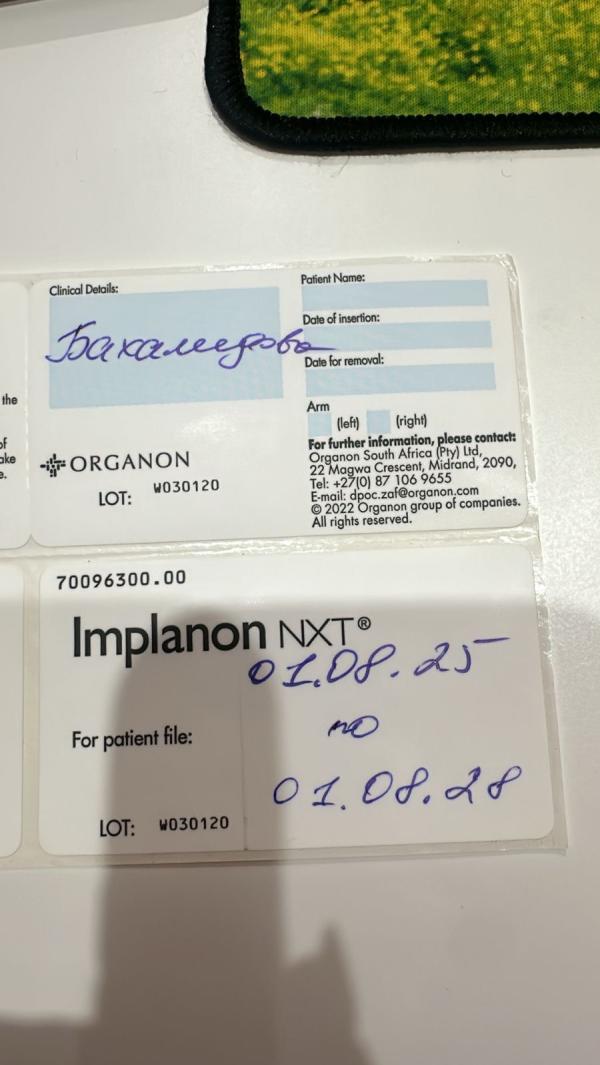 the
of
ake
e.
Clinical Details:
Бахамидова
ORGANON
LOT: W030120
Patient Name:
Date of insertion:
Date for removal:
Arm
(left) (right)
For further information, please contact:
Organon South Africa (Pty) Ltd,
22 Magwa Crescent, Midrand, 2090,
Tel: +27(0) 87 106 9655
E-mail: dpoc.zaf@organon.com
© 2022 Organon group of companies.
All rights reserved.
70096300.00
Implanon NXT®
01.08.25
по
For patient file:
01.08.28
LOT: W030120